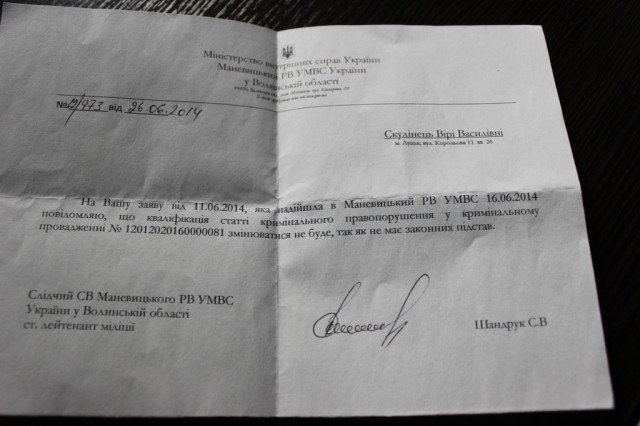 Міністерство внутрішніх справ України
Маневицький РВ УМВС України
у Волинській області
від 26.06.2014
Скулінець Вірі Василівні
м. Луцьк, вул. Корольова 11 кв. 26
На Вашу заяву від 11.06.2014, яка надійшла в Маневицький РВ УМВС 16.06.2014
повідомляю, що кваліфікація статті кримінального правопорушення у кримінальному
провадженні № 12012020160000081 змінюватися не буде, так як не має законних підстав.
Слідчий СВ Маневицького РВ УМВС
України у Волинській області
ст. лейтенант міліції
Шандрук С.В